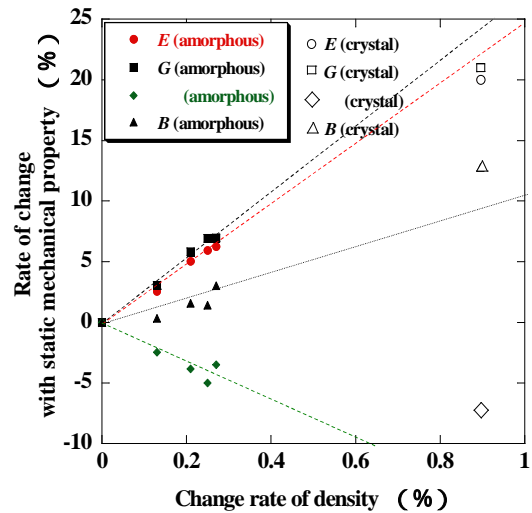 E (amorphous)
G (amorphous)
(amorphous)
B (amorphous)
E (crystal)
G (crystal)
(crystal)
B (crystal)
Rate of change
with static mechanical property (%)
25
20
15
10
5
0
-5
-10
0 0.2 0.4 0.6 0.8 1
Change rate of density (%)